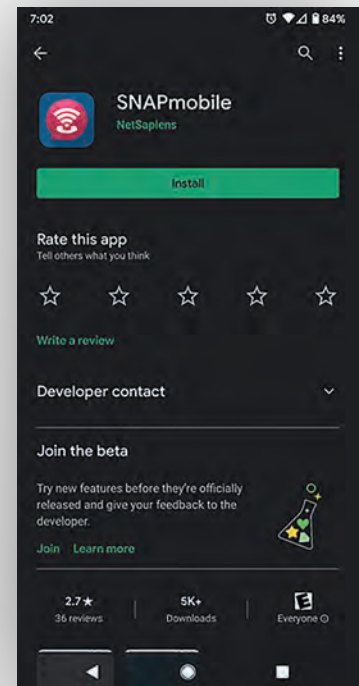 7:02
84%
SNAPmobile
NetSapiens
Install
Rate this app
Tell others what you think
Write a review
Developer contact
Join the beta
Try new features before they're officially
released and give your feedback to the
developer.
Join Learn more
2.7★ 5K+ E
36 reviews Downloads Everyone